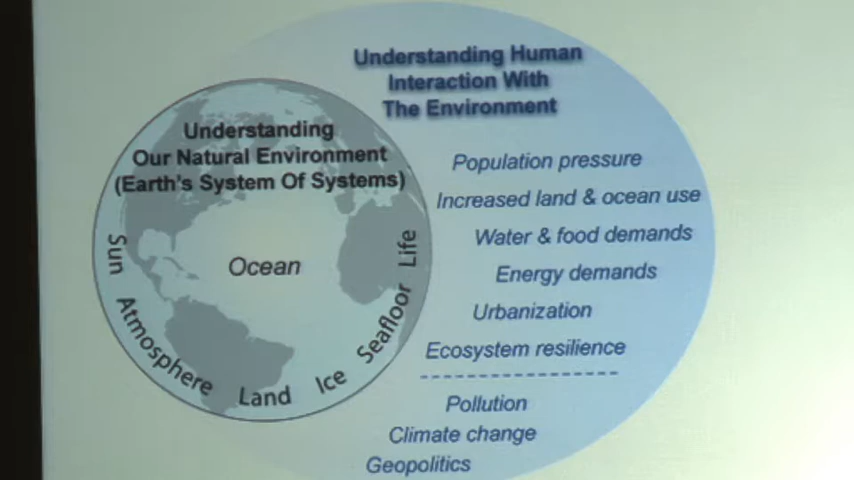 Understanding Human
Interaction With
The Environment
Understanding
Our Natural Environment
(Earth's System Of Systems)
Population pressure
Increased land & ocean use
Water & food demands
Energy demands
Urbanization
Ecosystem resilience
Pollution
Climate change
Geopolitics
Ocean
Sun
Atmosphere
Land
Ice
Seafloor
Life